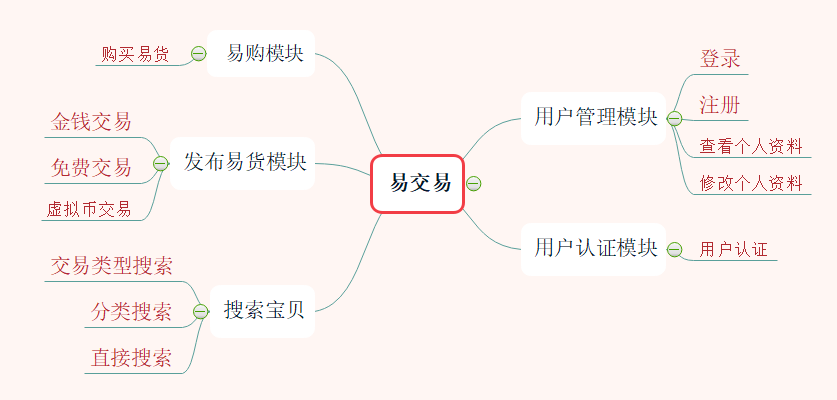 易交易
易购模块
购买易货
发布易货模块
金钱交易
免费交易
虚拟币交易
搜索宝贝
交易类型搜索
分类搜索
直接搜索
用户管理模块
登录
注册
查看个人资料
修改个人资料
用户认证模块
用户认证